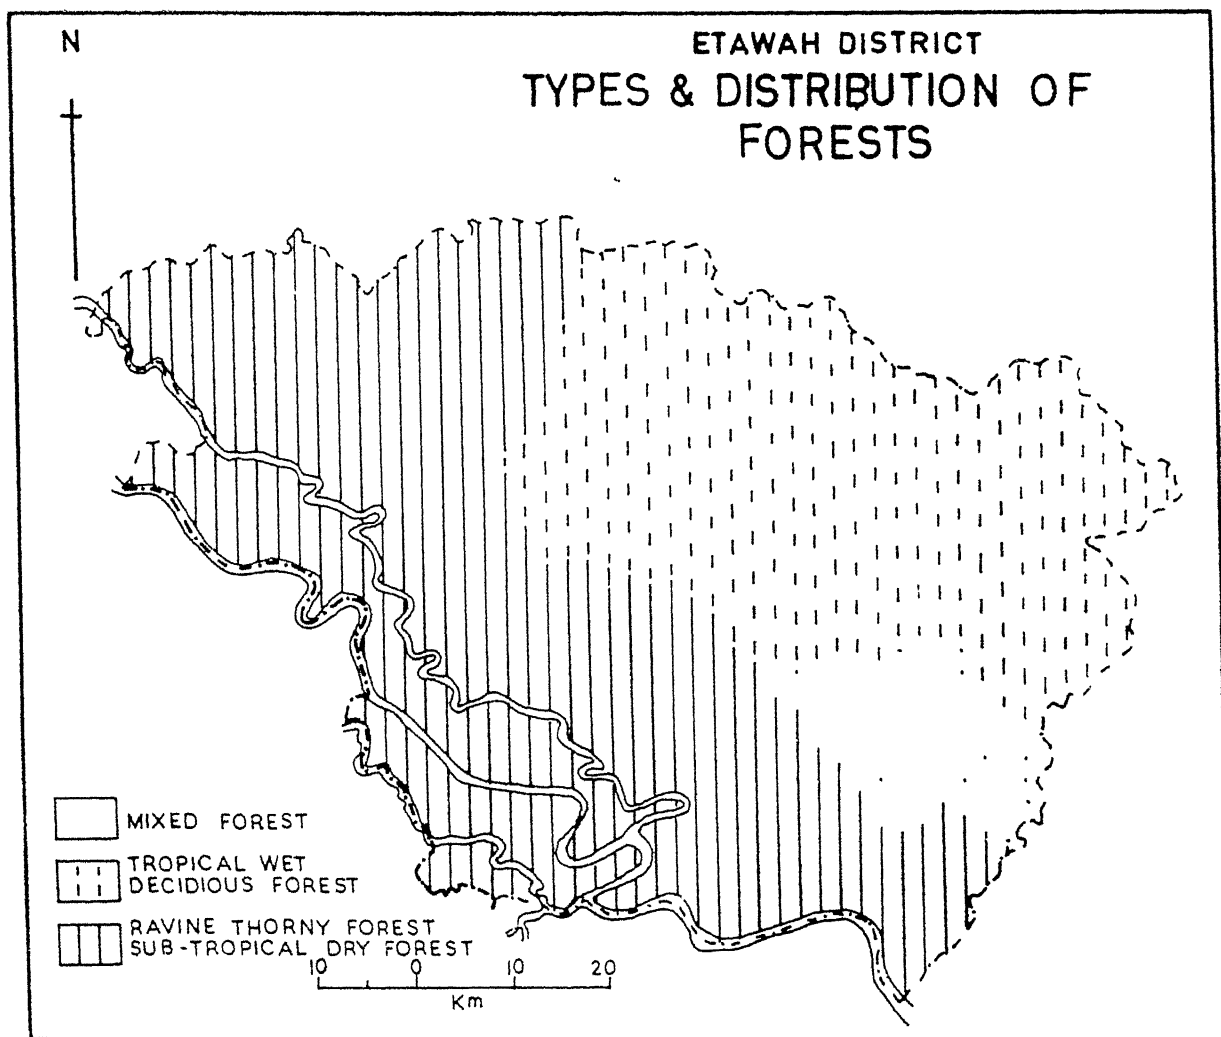 N
ETAWAH DISTRICT
TYPES & DISTRIBUTION OF
FORESTS
MIXED FOREST
TROPICAL WET
DECIDIOUS FOREST
RAVINE THORNY FOREST
SUB-TROPICAL DRY FOREST
10 0 10 20
Km